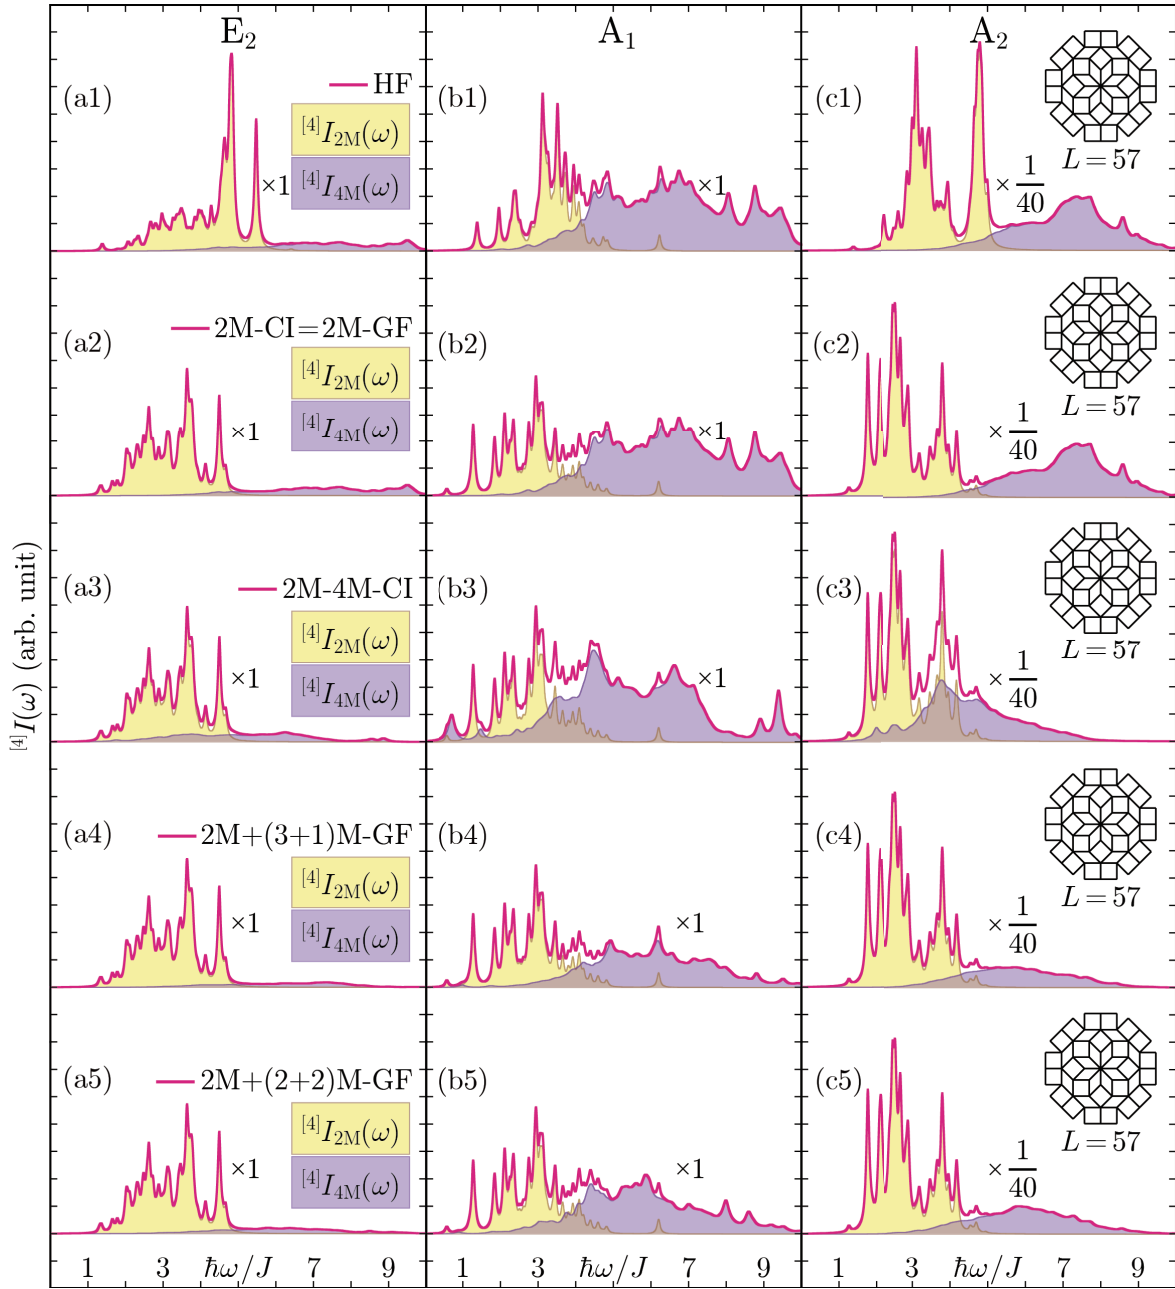 E₂ A₁ A₂
(a1) HF
[4]I₂M(ω)
[4]I₄M(ω)
×1
(b1) ×1
(c1) ×1/40
L = 57
(a2) 2M-CI=2M-GF
[4]I₂M(ω)
[4]I₄M(ω)
×1
(b2) ×1
(c2) ×1/40
L = 57
(a3) 2M-4M-CI
[4]I₂M(ω)
[4]I₄M(ω)
×1
(b3) ×1
(c3) ×1/40
L = 57
(a4) 2M+(3+1)M-GF
[4]I₂M(ω)
[4]I₄M(ω)
×1
(b4) ×1
(c4) ×1/40
L = 57
(a5) 2M+(2+2)M-GF
[4]I₂M(ω)
[4]I₄M(ω)
×1
(b5) ×1
(c5) ×1/40
L = 57
[4]I(ω) (arb. unit)
1 3 ħω/J 7 9 1 3 ħω/J 7 9 3 ħω/J 7 9